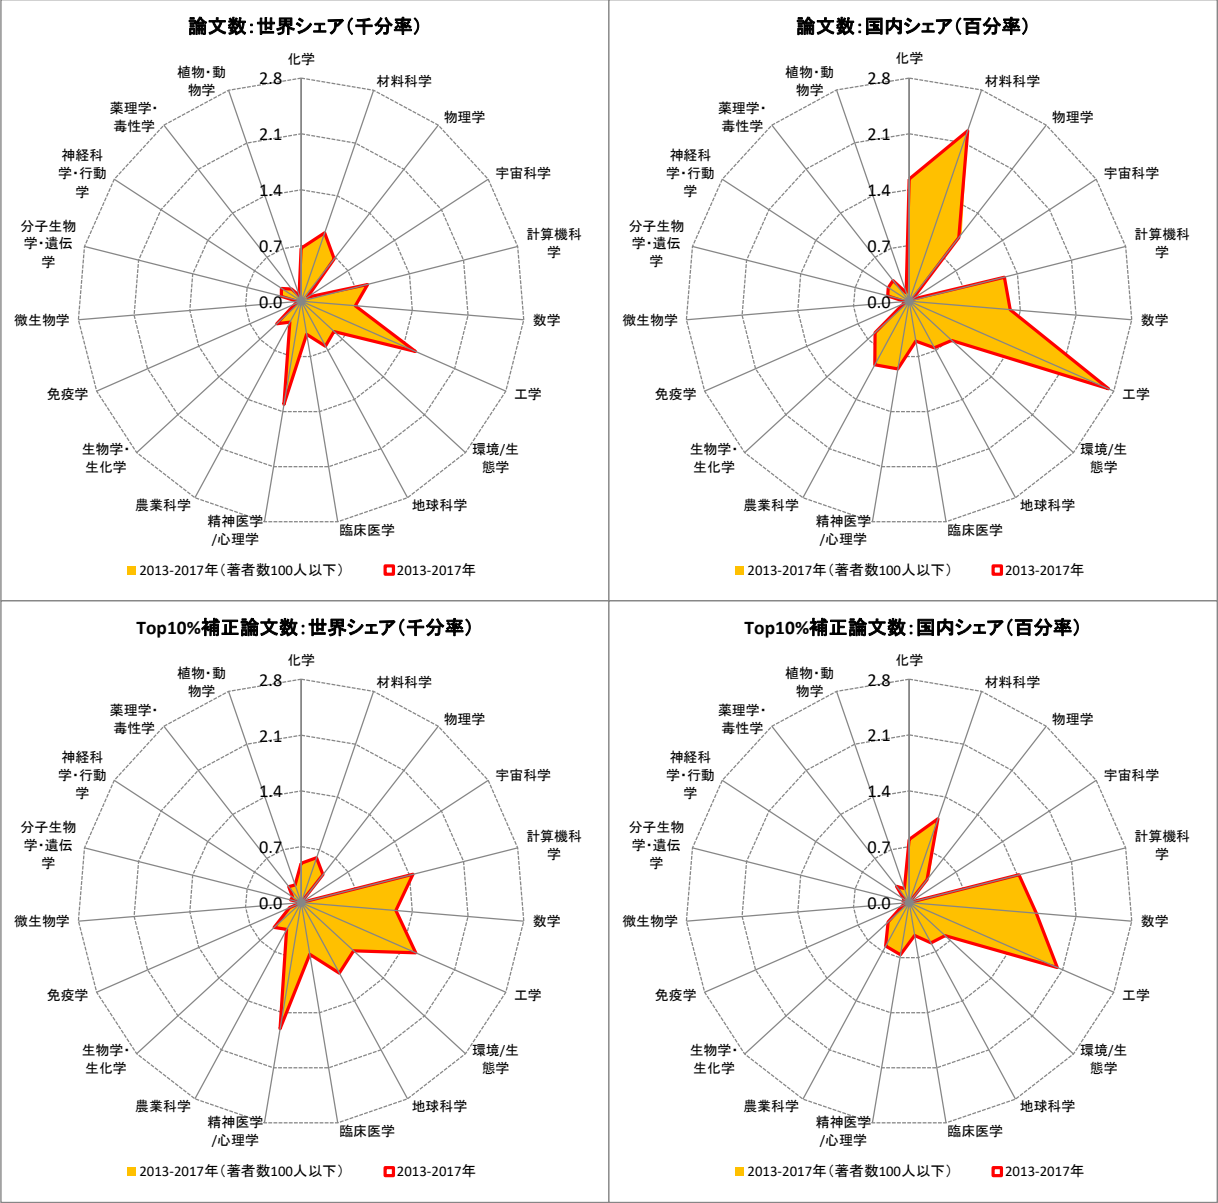 論文数：世界シェア（千分率）
化学
材料科学
物理学
宇宙科学
計算機科
学
数学
工学
環境/生
態学
地球科学
臨床医学
精神医学
/心理学
農業科学
生物学・
生化学
免疫学
微生物学
分子生物
学・遺伝
学
神経科
学・行動
学
薬理学・
毒性学
植物・動
物学
2.8
2.1
1.4
0.7
0.0
2013-2017年（著者数100人以下）
2013-2017年
論文数：国内シェア（百分率）
化学
材料科学
物理学
宇宙科学
計算機科
学
数学
工学
環境/生
態学
地球科学
臨床医学
精神医学
/心理学
農業科学
生物学・
生化学
免疫学
微生物学
分子生物
学・遺伝
学
神経科
学・行動
学
薬理学・
毒性学
植物・動
物学
2.8
2.1
1.4
0.7
0.0
2013-2017年（著者数100人以下）
2013-2017年
Top10%補正論文数：世界シェア（千分率）
化学
材料科学
物理学
宇宙科学
計算機科
学
数学
工学
環境/生
態学
地球科学
臨床医学
精神医学
/心理学
農業科学
生物学・
生化学
免疫学
微生物学
分子生物
学・遺伝
学
神経科
学・行動
学
薬理学・
毒性学
植物・動
物学
2.8
2.1
1.4
0.7
0.0
2013-2017年（著者数100人以下）
2013-2017年
Top10%補正論文数：国内シェア（百分率）
化学
材料科学
物理学
宇宙科学
計算機科
学
数学
工学
環境/生
態学
地球科学
臨床医学
精神医学
/心理学
農業科学
生物学・
生化学
免疫学
微生物学
分子生物
学・遺伝
学
神経科
学・行動
学
薬理学・
毒性学
植物・動
物学
2.8
2.1
1.4
0.7
0.0
2013-2017年（著者数100人以下）
2013-2017年